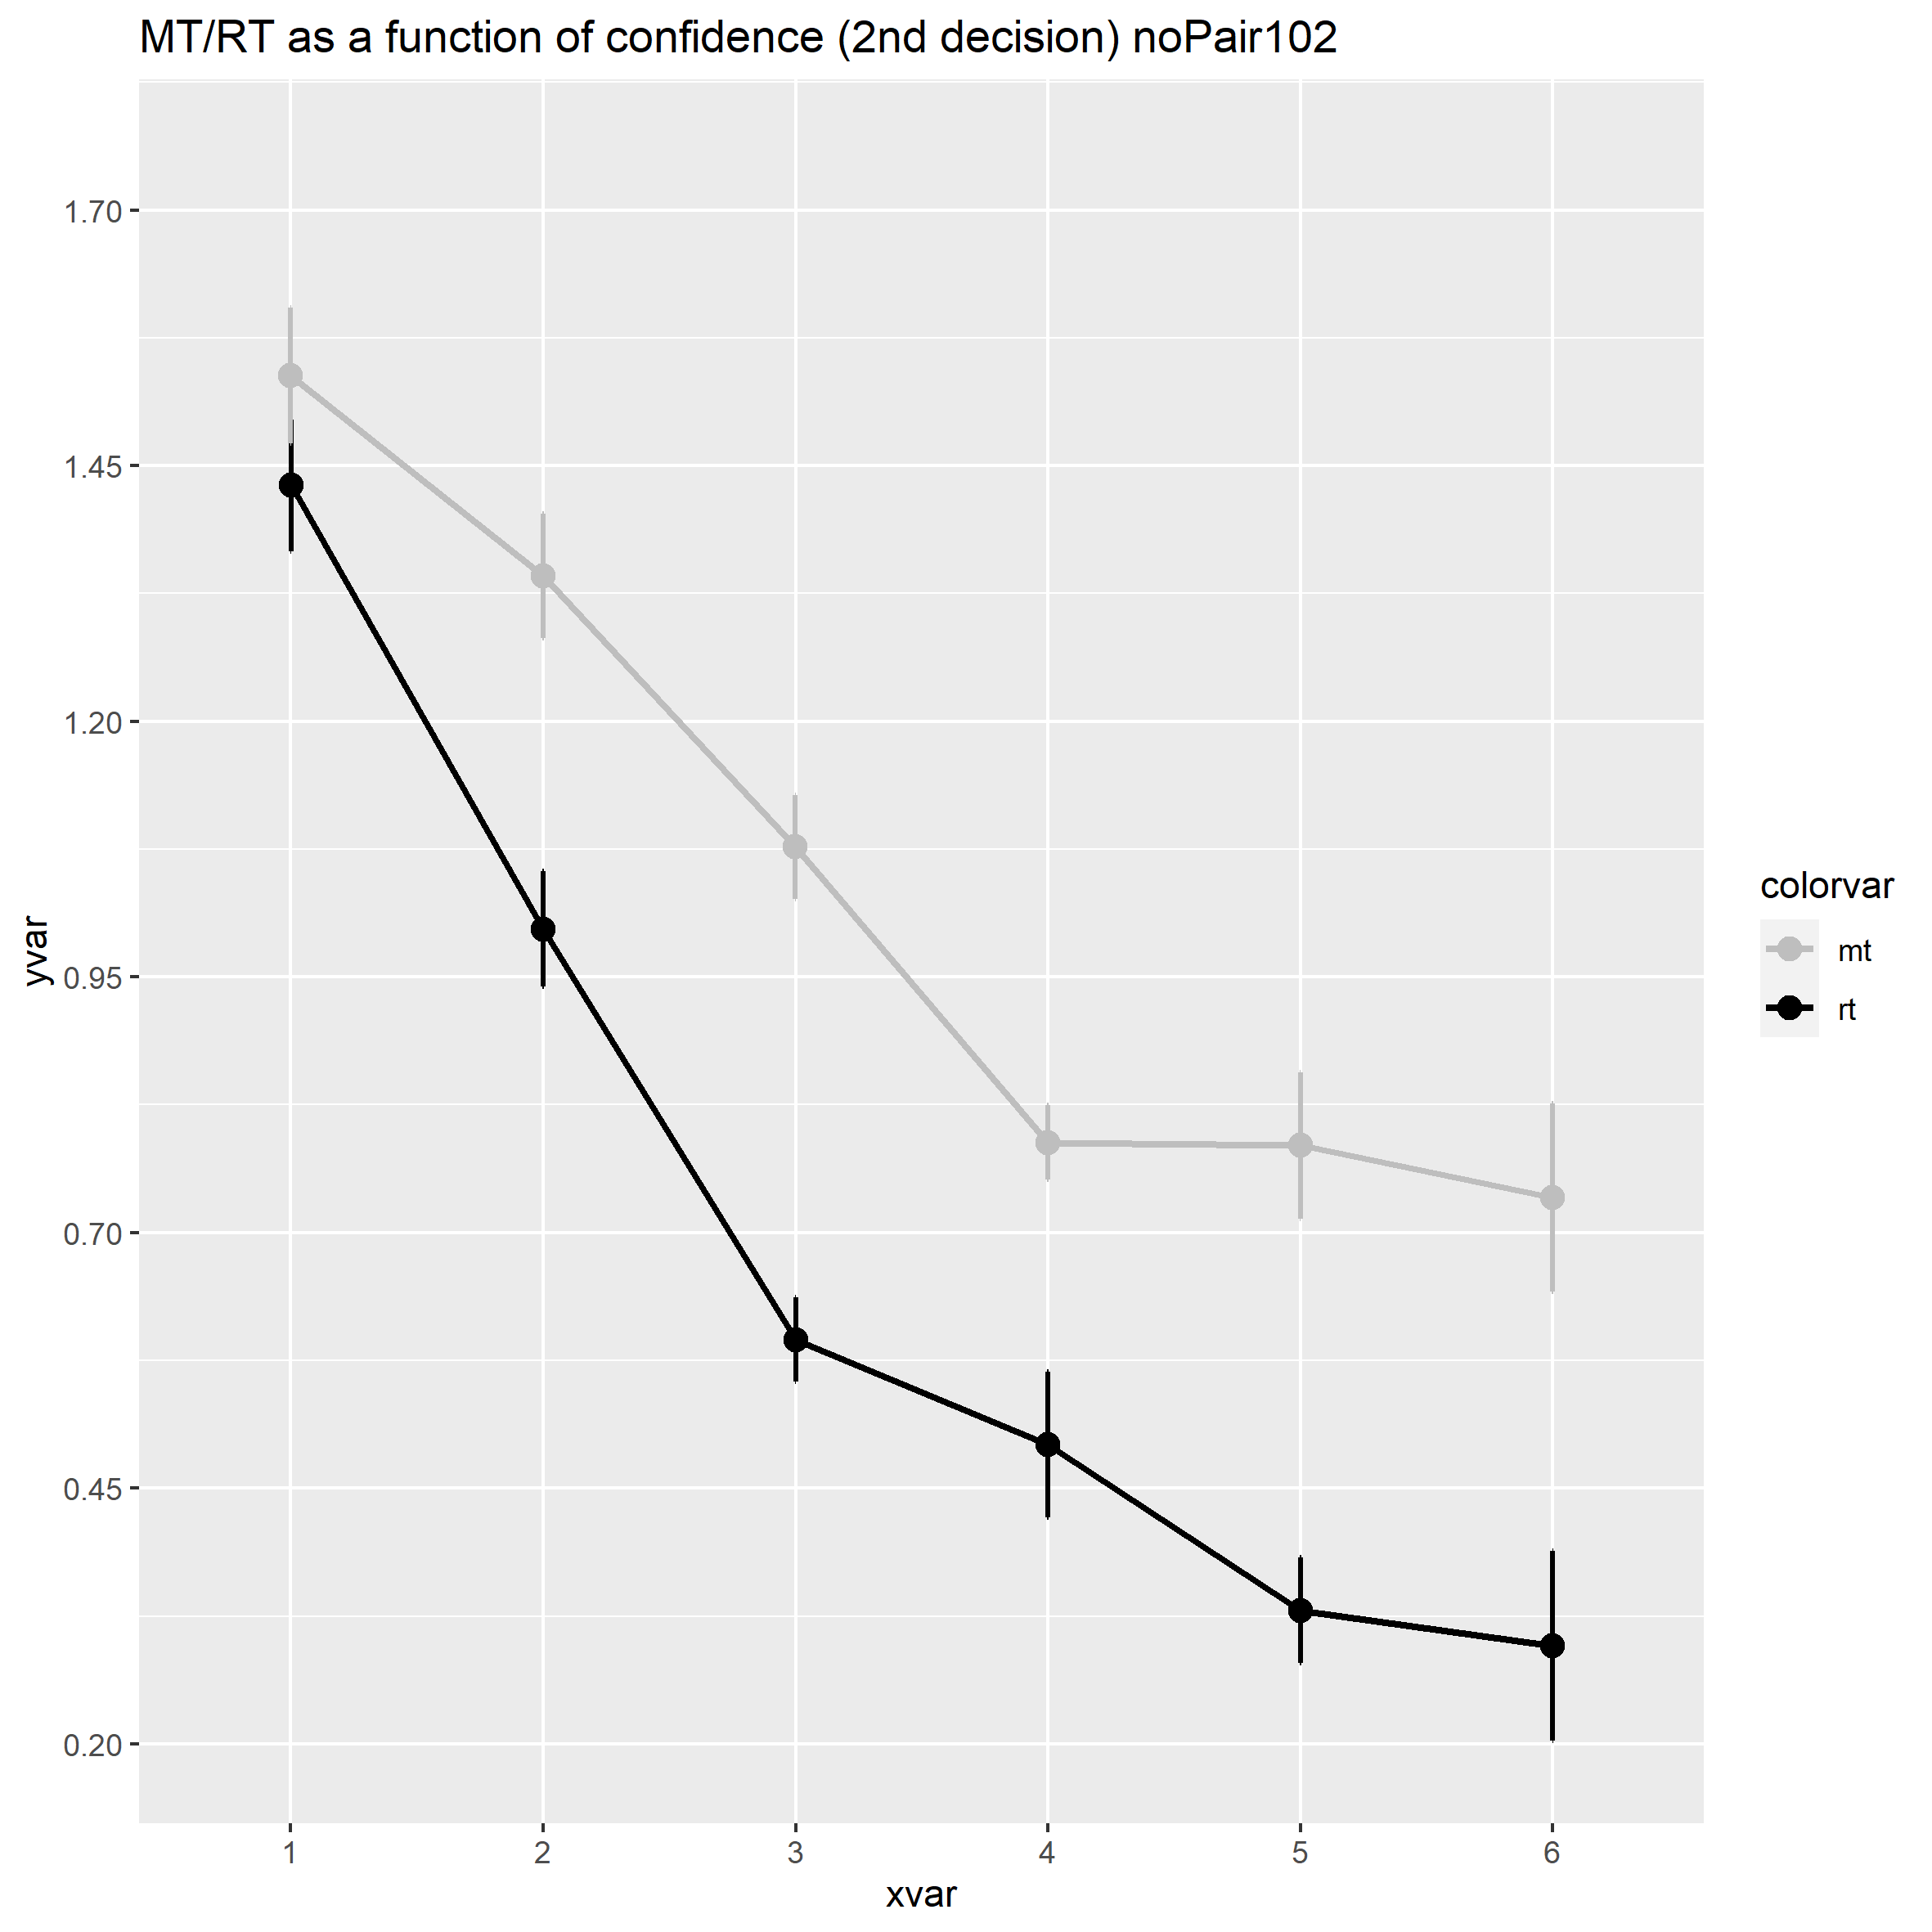 MT/RT as a function of confidence (2nd decision) noPair102
yvar
1.70
1.45
1.20
0.95
0.70
0.45
0.20
1 2 3 4 5 6
xvar
colorvar
mt
rt